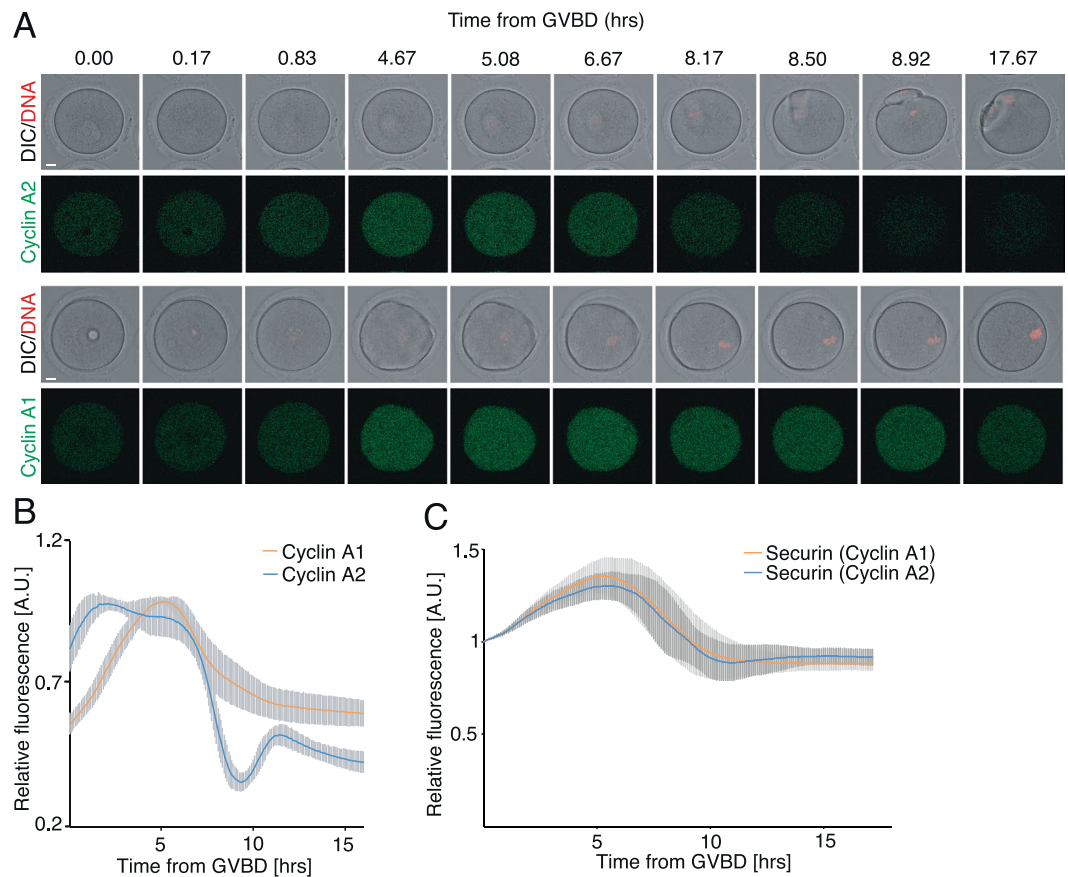 A
Time from GVBD (hrs)
0.00 0.17 0.83 4.67 5.08 6.67 8.17 8.50 8.92 17.67
DIC/DNA
Cyclin A2
DIC/DNA
Cyclin A1
B
1.2
0.7
0.2
Relative fluorescence [A.U.]
Cyclin A1
Cyclin A2
5 10 15
Time from GVBD [hrs]
C
1.5
1
0.5
Relative fluorescence [A.U.]
Securin (Cyclin A1)
Securin (Cyclin A2)
5 10 15
Time from GVBD [hrs]